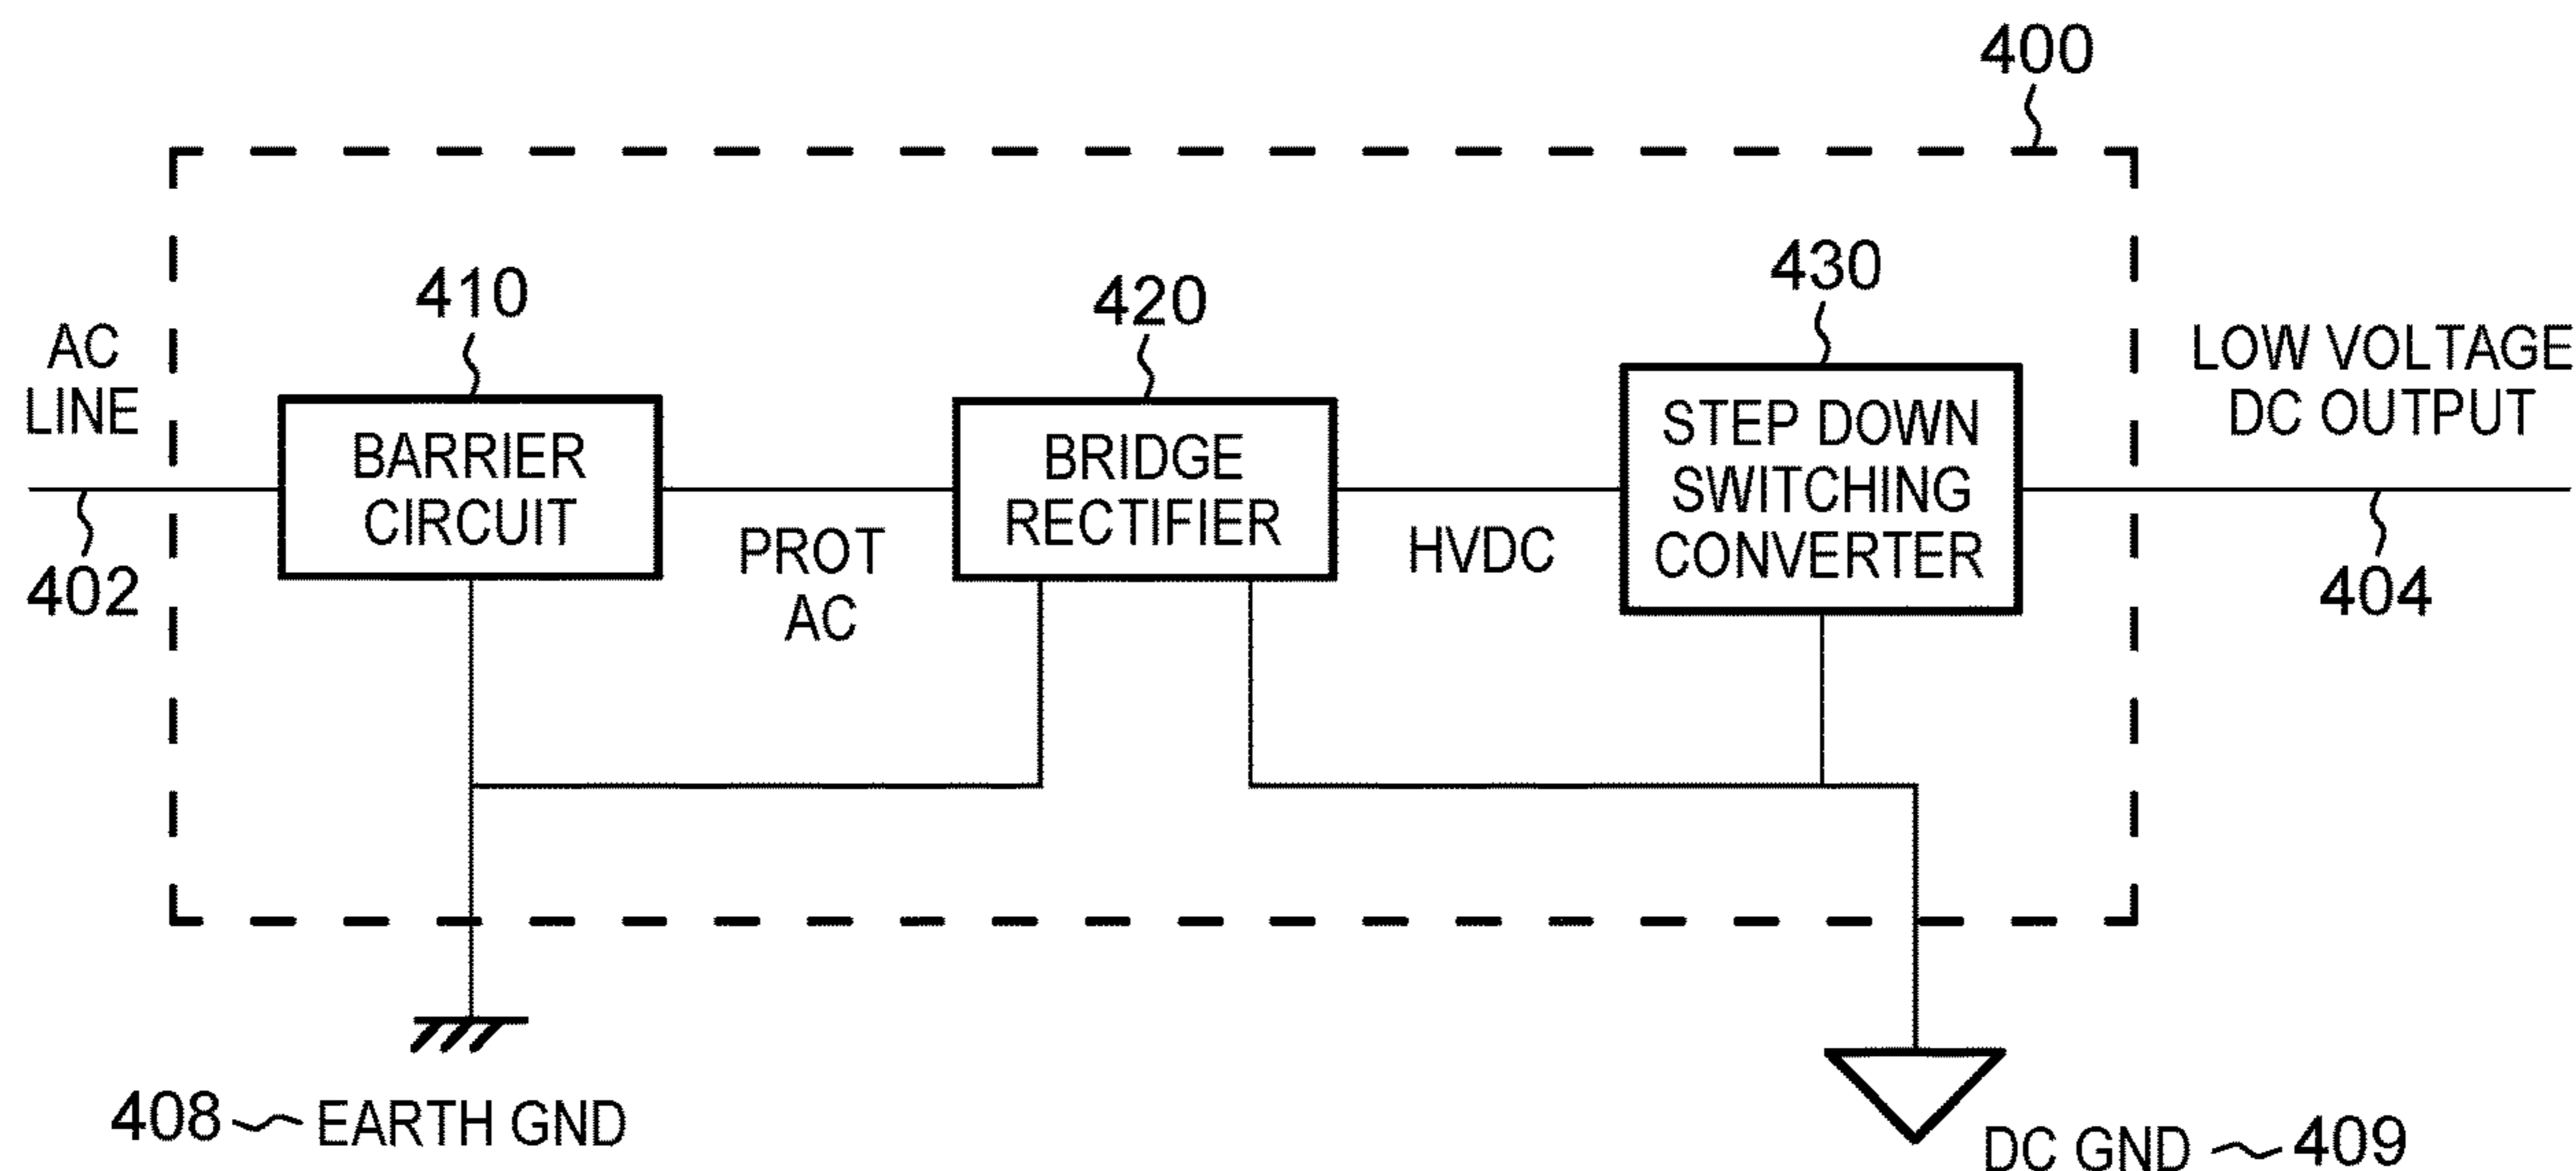 400
410
420
430
AC
LINE
BARRIER
CIRCUIT
PROT
AC
BRIDGE
RECTIFIER
HVDC
STEP DOWN
SWITCHING
CONVERTER
LOW VOLTAGE
DC OUTPUT
402
404
408 EARTH GND
DC GND 409